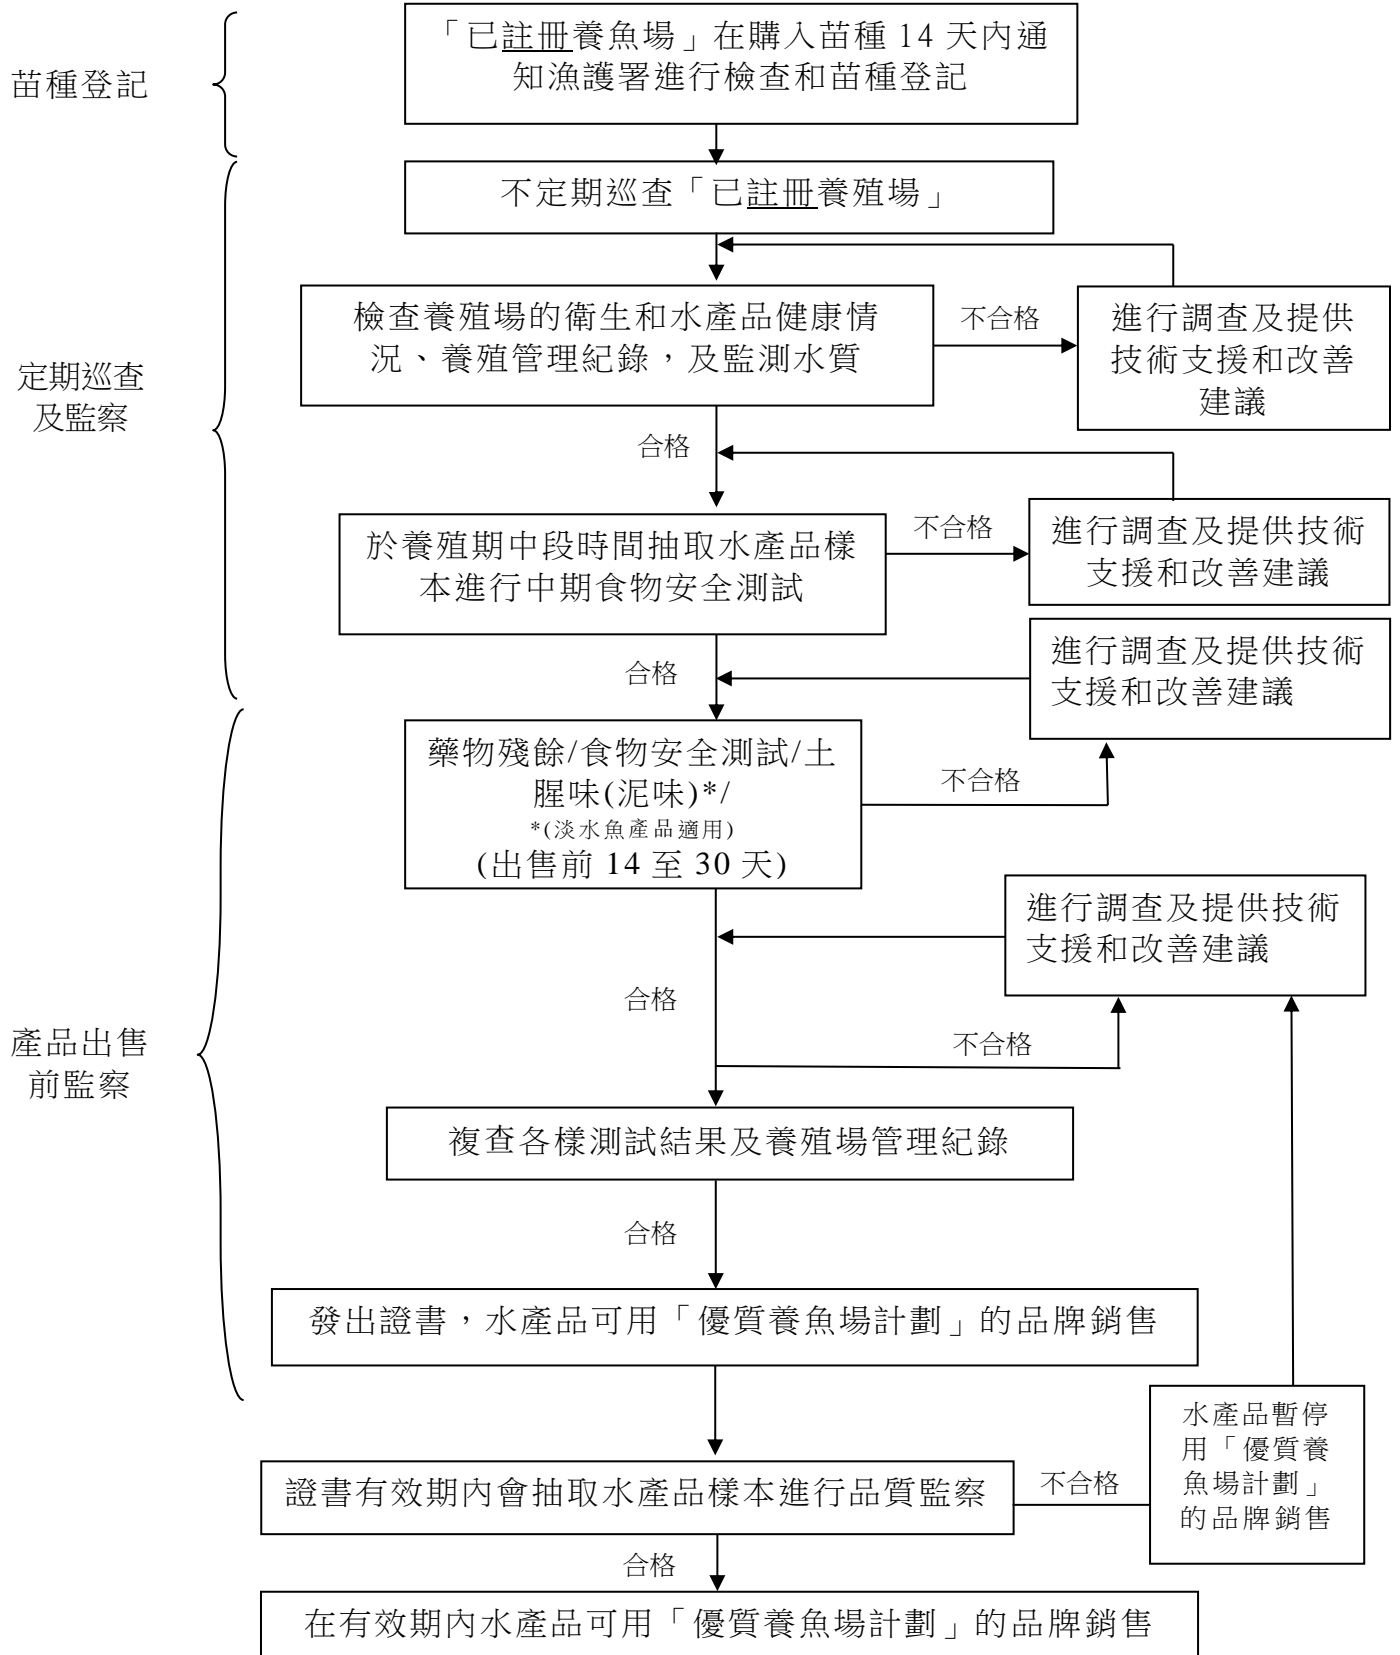 「已註冊養魚場」在購入苗種 14 天內通
知漁護署進行檢查和苗種登記
苗種登記
不定期巡查「已註冊養殖場」
檢查養殖場的衛生和水產品健康情
況、養殖管理紀錄，及監測水質
不合格
進行調查及提供
技術支援和改善
建議
定期巡查
及監察
合格
於養殖期中段時間抽取水產品樣
本進行中期食物安全測試
不合格
進行調查及提供技術
支援和改善建議
合格
進行調查及提供技術
支援和改善建議
藥物殘餘/食物安全測試/土
腥味(泥味)*/
*(淡水魚產品適用)
(出售前 14 至 30 天)
不合格
進行調查及提供技術
支援和改善建議
合格
不合格
產品出售
前監察
複查各樣測試結果及養殖場管理紀錄
合格
發出證書，水產品可用「優質養魚場計劃」的品牌銷售
水產品暫停
用「優質養
魚場計劃」
的品牌銷售
證書有效期內會抽取水產品樣本進行品質監察
不合格
合格
在有效期內水產品可用「優質養魚場計劃」的品牌銷售